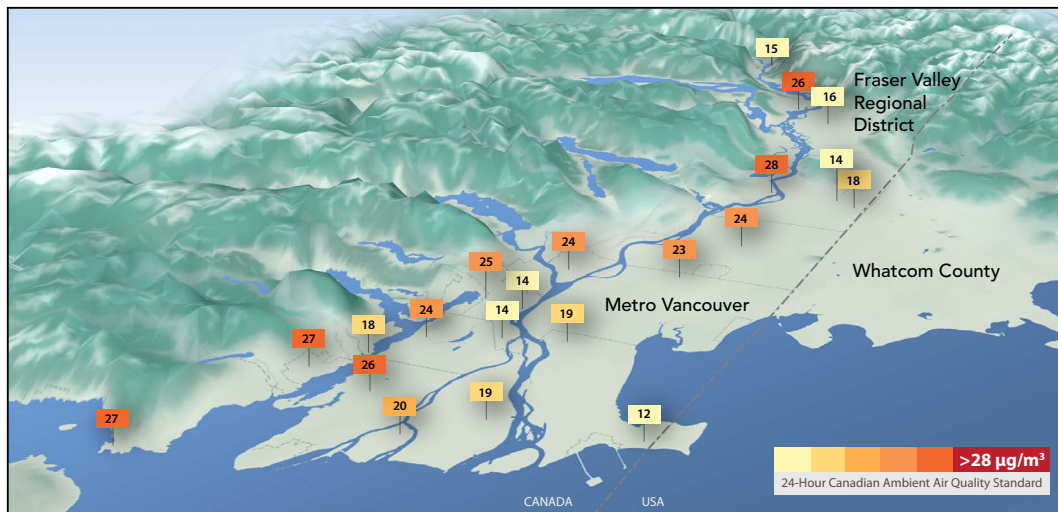 15
26
16
Fraser Valley
Regional
District
14
28
18
24
24
23
25
14
Whatcom County
Metro Vancouver
14
19
24
18
27
26
19
20
12
27
>28 µg/m³
24-Hour Canadian Ambient Air Quality Standard
CANADA
USA